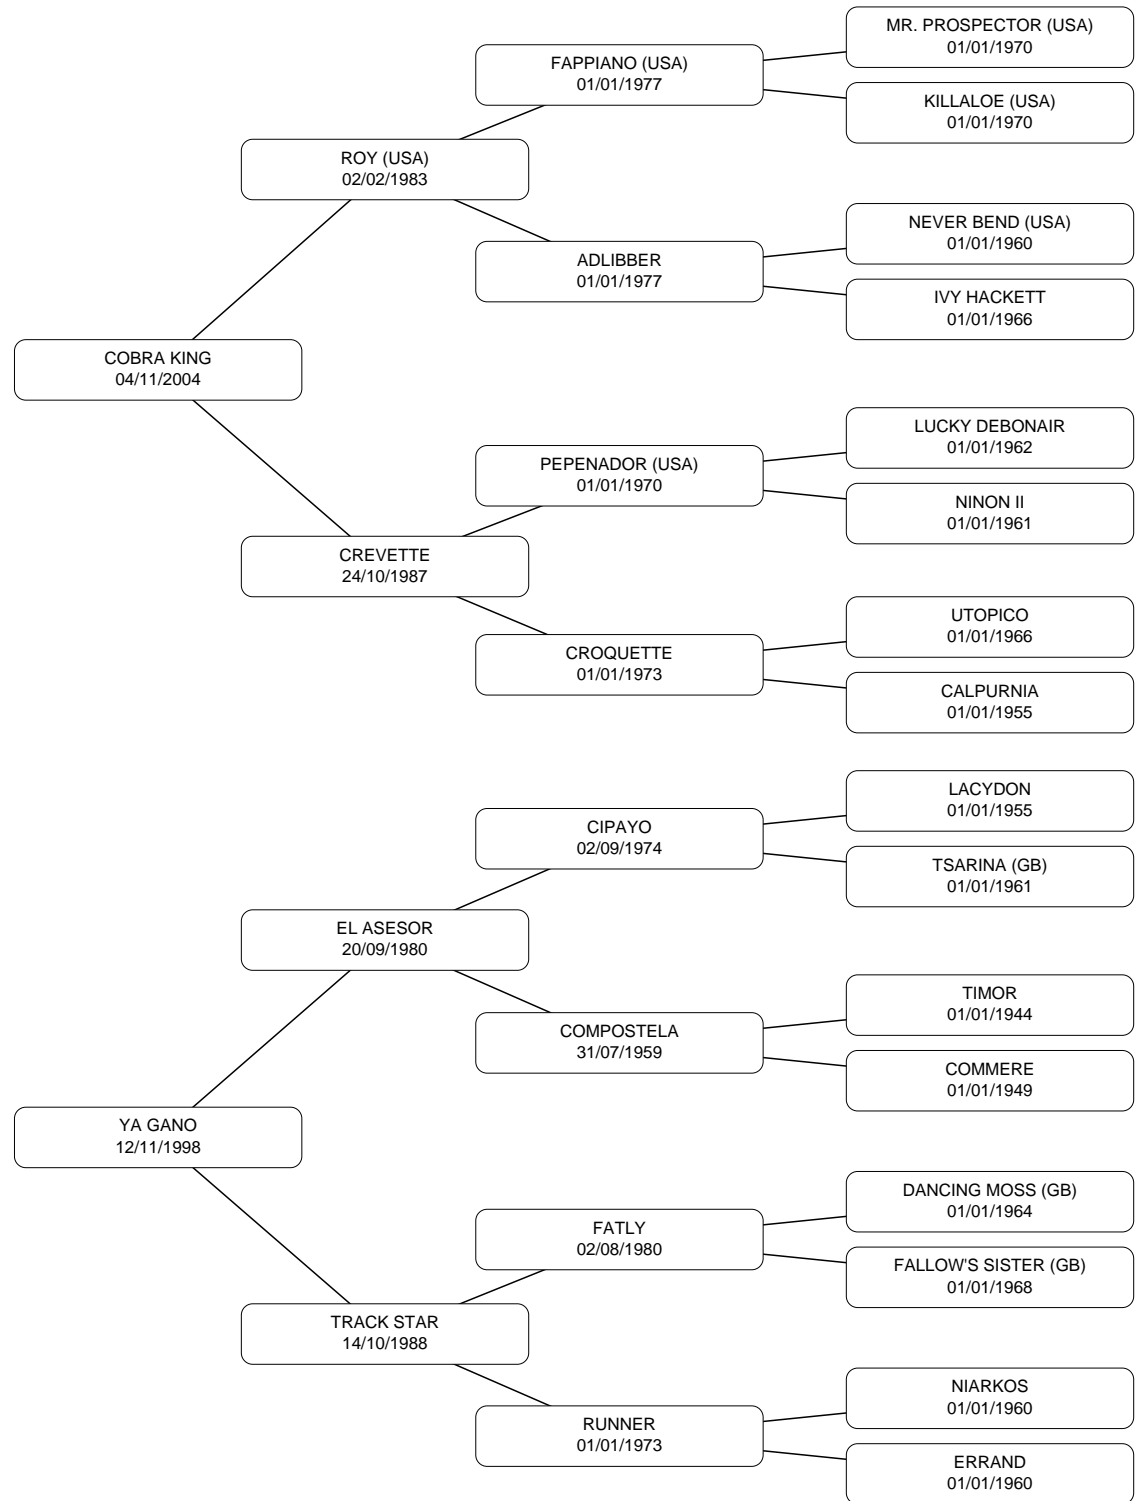 MR. PROSPECTOR (USA)
01/01/1970
FAPPIANO (USA)
01/01/1977
KILLALOE (USA)
01/01/1970
ROY (USA)
02/02/1983
NEVER BEND (USA)
01/01/1960
ADLIBBER
01/01/1977
IVY HACKETT
01/01/1966
COBRA KING
04/11/2004
LUCKY DEBONAIR
01/01/1962
PEPENADOR (USA)
01/01/1970
NINON II
01/01/1961
CREVETTE
24/10/1987
UTOPICO
01/01/1966
CROQUETTE
01/01/1973
CALPURNIA
01/01/1955
LACYDON
01/01/1955
CIPAYO
02/09/1974
TSARINA (GB)
01/01/1961
EL ASESOR
20/09/1980
TIMOR
01/01/1944
COMPOSTELA
31/07/1959
COMMERE
01/01/1949
YA GANO
12/11/1998
DANCING MOSS (GB)
01/01/1964
FATLY
02/08/1980
FALLOW'S SISTER (GB)
01/01/1968
TRACK STAR
14/10/1988
NIARKOS
01/01/1960
RUNNER
01/01/1973
ERRAND
01/01/1960